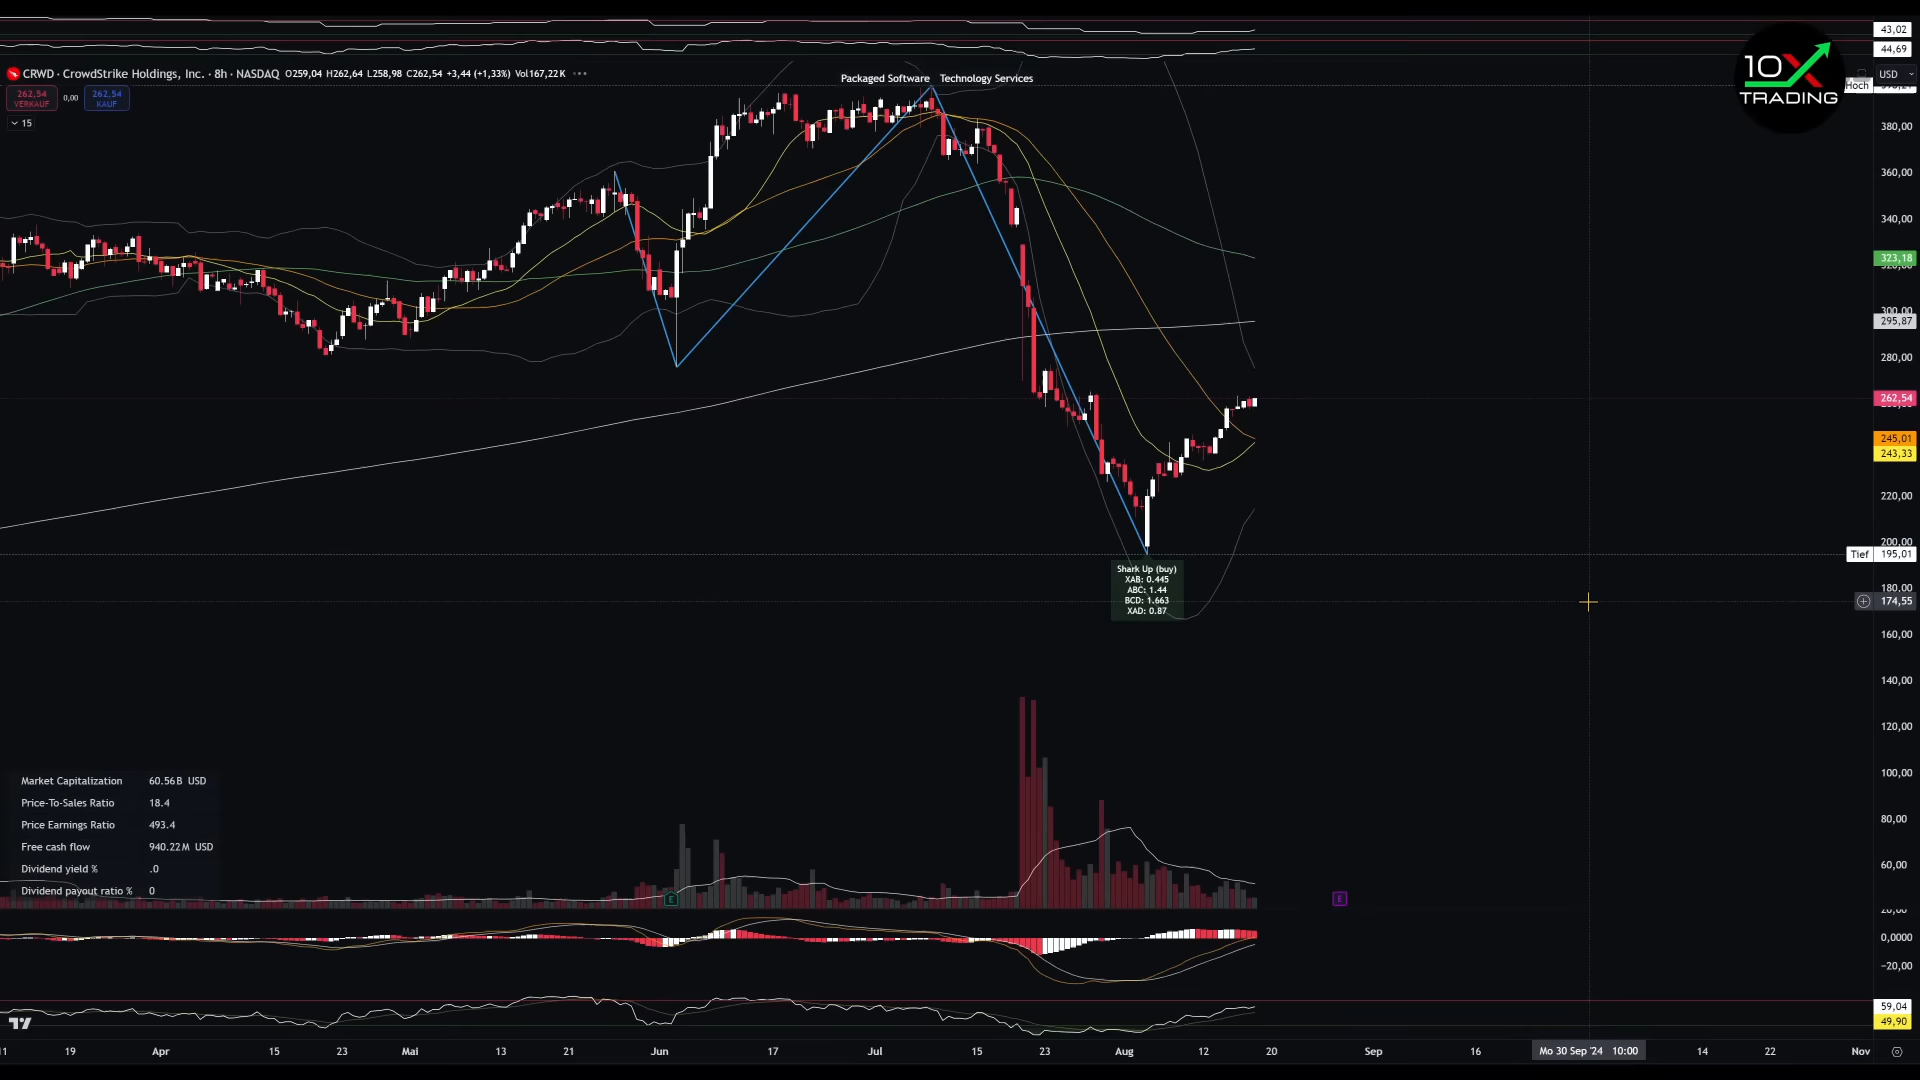 43,02
44,69
CRWD · CrowdStrike Holdings, Inc. · 8h · NASDAQ O259,04 H262,64 L258,98 C262,54 +3,44 (+1,33%) Vol167,22 K
Packaged Software Technology Services
USD
10X
TRADING
262,54
VERKAUF
0,00
262,54
KAUF
15
Hoch
380,00
360,00
340,00
323,18
300,00
295,87
280,00
262,54
245,01
243,33
220,00
200,00
Tief 195,01
180,00
174,55
160,00
140,00
120,00
100,00
80,00
60,00
20,00
0,0000
−20,00
59,04
49,90
Shark Up (buy)
XAB: 0.445
ABC: 1.44
BCD: 1.663
XAD: 0.87
Market Capitalization 60.56B USD
Price-To-Sales Ratio 18.4
Price Earnings Ratio 493.4
Free cash flow 940.22M USD
Dividend yield % .0
Dividend payout ratio % 0
E
E
11 19 Apr 15 23 Mai 13 21 Jun 17 Jul 15 23 Aug 12 20 Sep 16 Mo 30 Sep '24 10:00 14 22 Nov